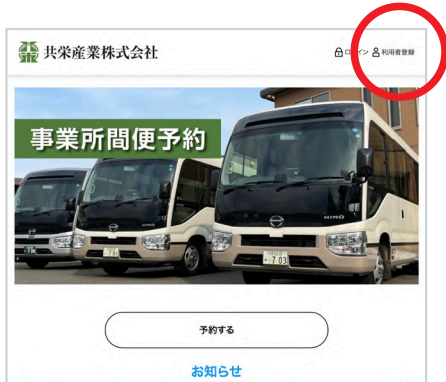 共栄産業株式会社
ログイン 利用者登録
事業所間便予約
HINO
予約する
お知らせ